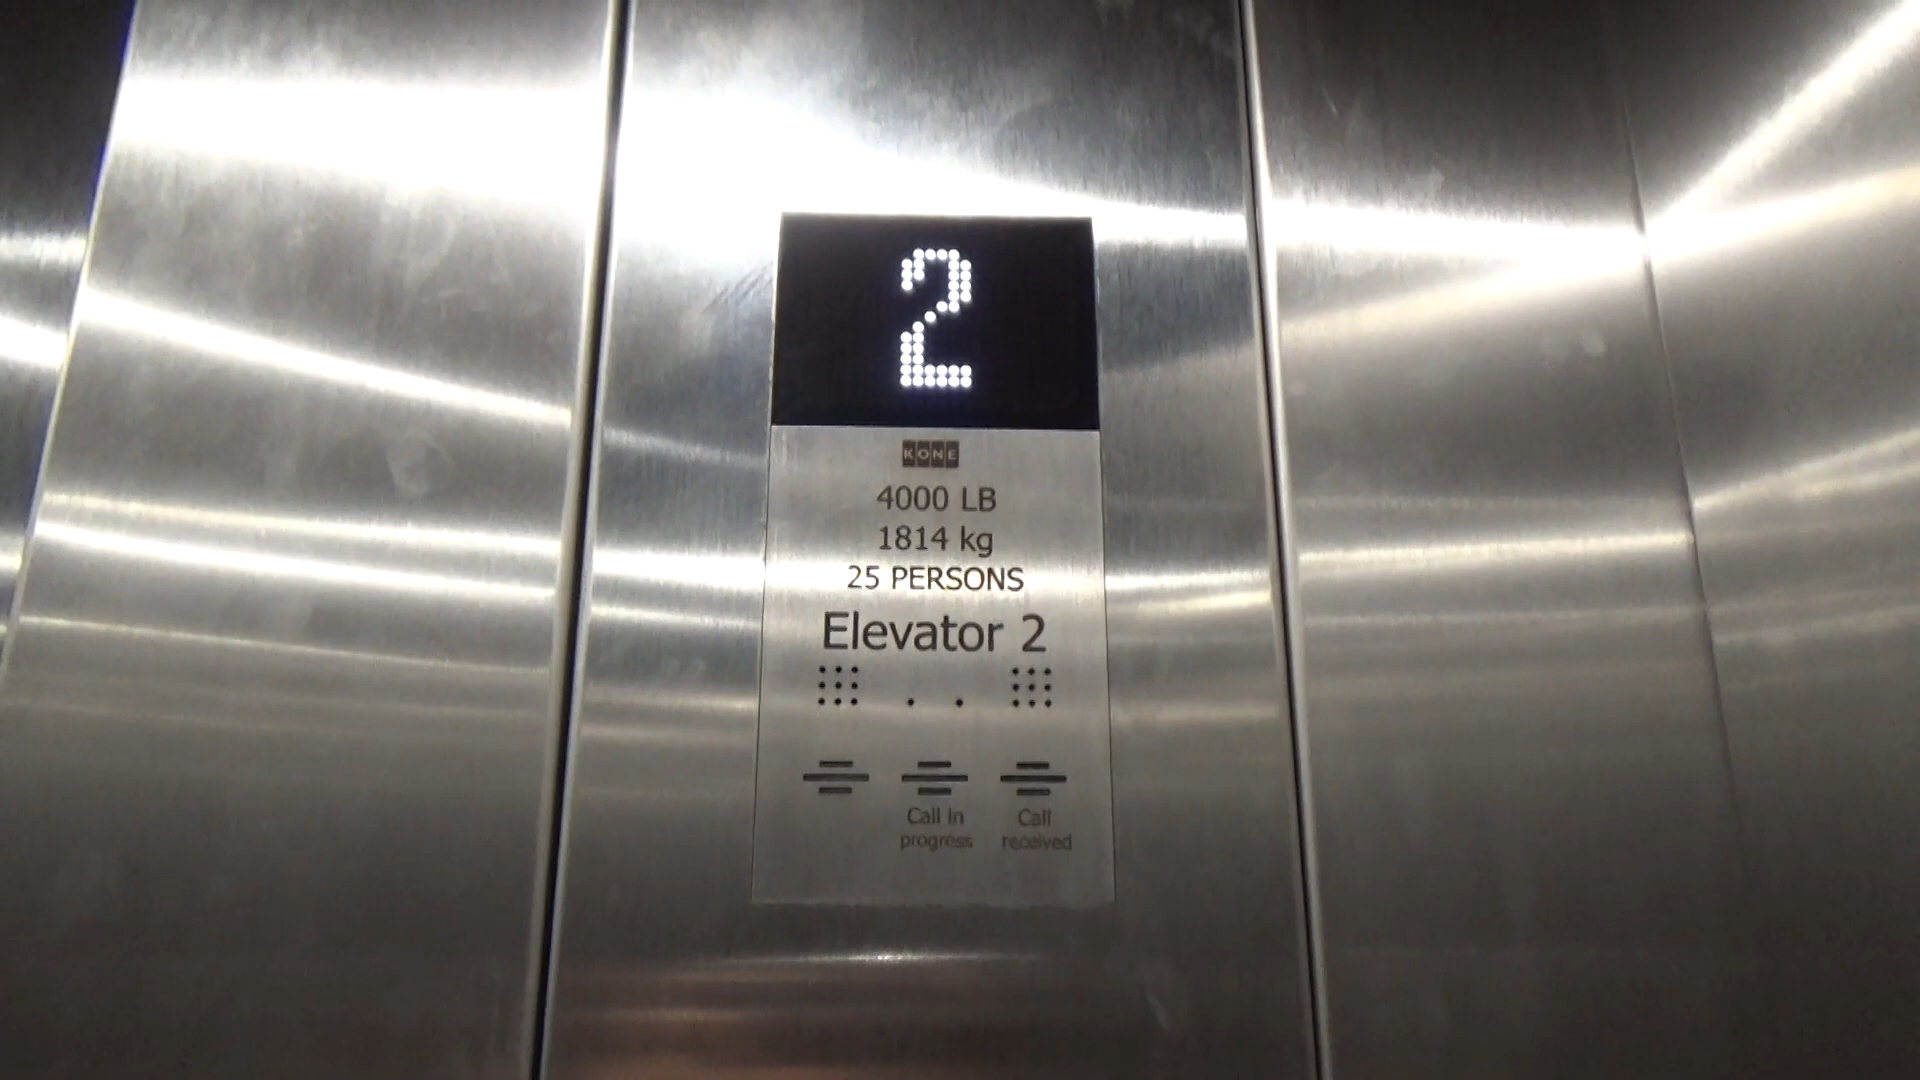 2
KONE
4000 LB
1814 kg
25 PERSONS
Elevator 2
Call in progress
Call received